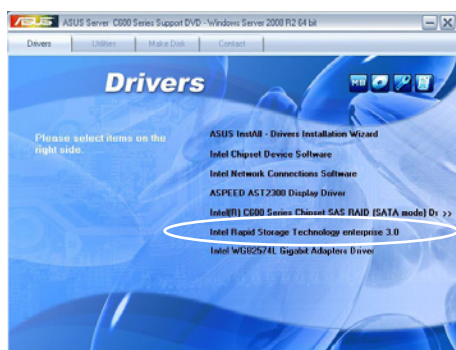 ASUS ASUS Server C600 Series Support DVD - Windows Server 2008 R2 64 bit
Drivers Utilities Make Disk Contact
Drivers
MB
Please select items on the
right side.
ASUS InstAll - Drivers Installation Wizard
Intel Chipset Device Software
Intel Network Connections Software
ASPEED AST2300 Display Driver
Intel(R) C600 Series Chipset SAS RAID (SATA mode) Dr >>
Intel Rapid Storage Technology enterprise 3.0
Intel WG82574L Gigabit Adapters Driver